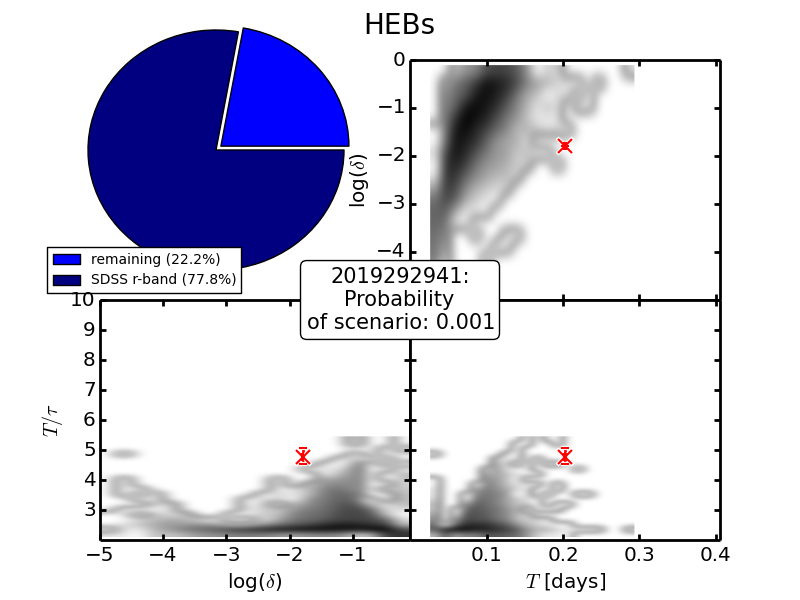 HEBs
remaining (22.2%)
SDSS r-band (77.8%)
0
−1
−2
−3
−4
log(δ)
2019292941:
Probability
of scenario: 0.001
10
9
8
7
6
5
4
3
T/τ
−5 −4 −3 −2 −1
log(δ)
0.1 0.2 0.3 0.4
T [days]